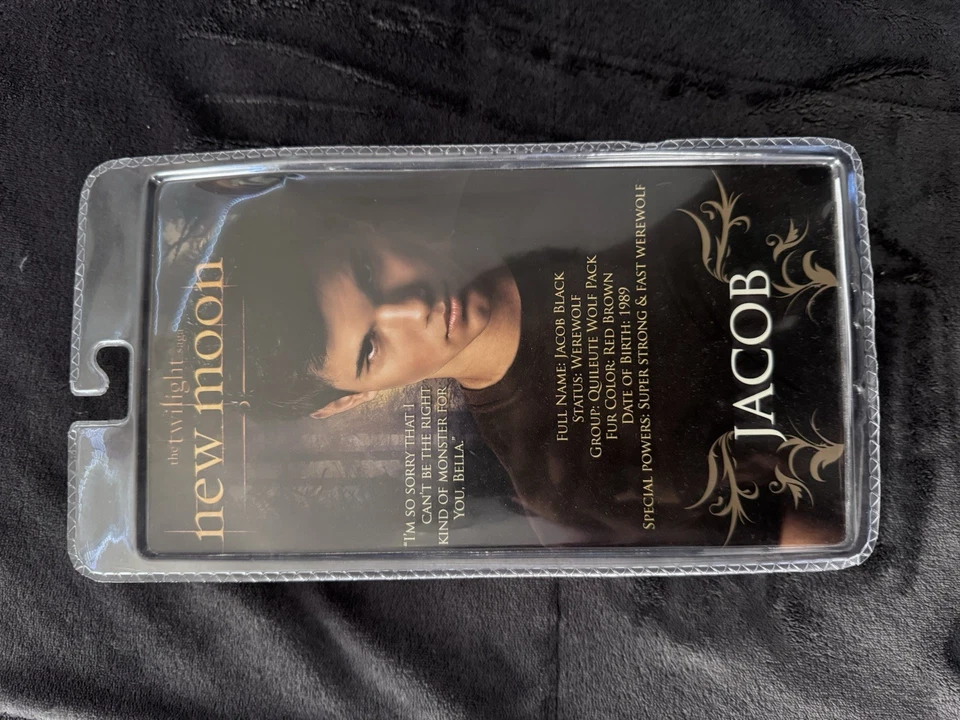 the twilight saga
new moon
"I'm so sorry that I
can't be the right
kind of monster for
you, Bella."
Full Name: Jacob Black
Status: Werewolf
Group: Quileute Wolf Pack
Fur Color: Red Brown
Date of Birth: 1989
Special powers: Super strong & fast werewolf
JACOB